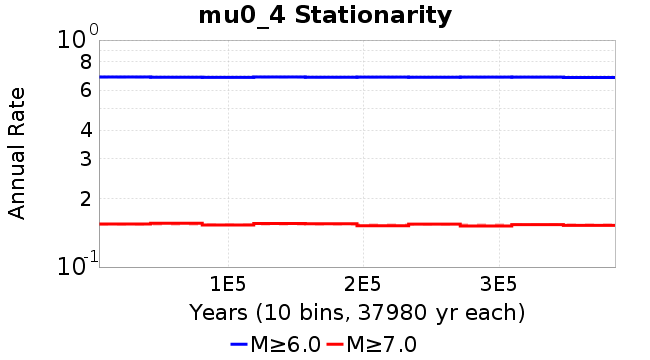 mu0_4 Stationarity
10^0
8
6
4
3
2
10^-1
Annual Rate
1E5 2E5 3E5
Years (10 bins, 37980 yr each)
M≥6.0 M≥7.0